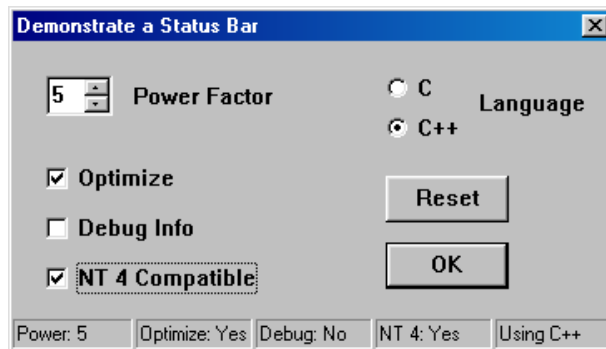 Demonstrate a Status Bar
5 Power Factor
C
Language
C++
Optimize
Reset
Debug Info
OK
NT 4 Compatible
Power: 5 Optimize: Yes Debug: No NT 4: Yes Using C++